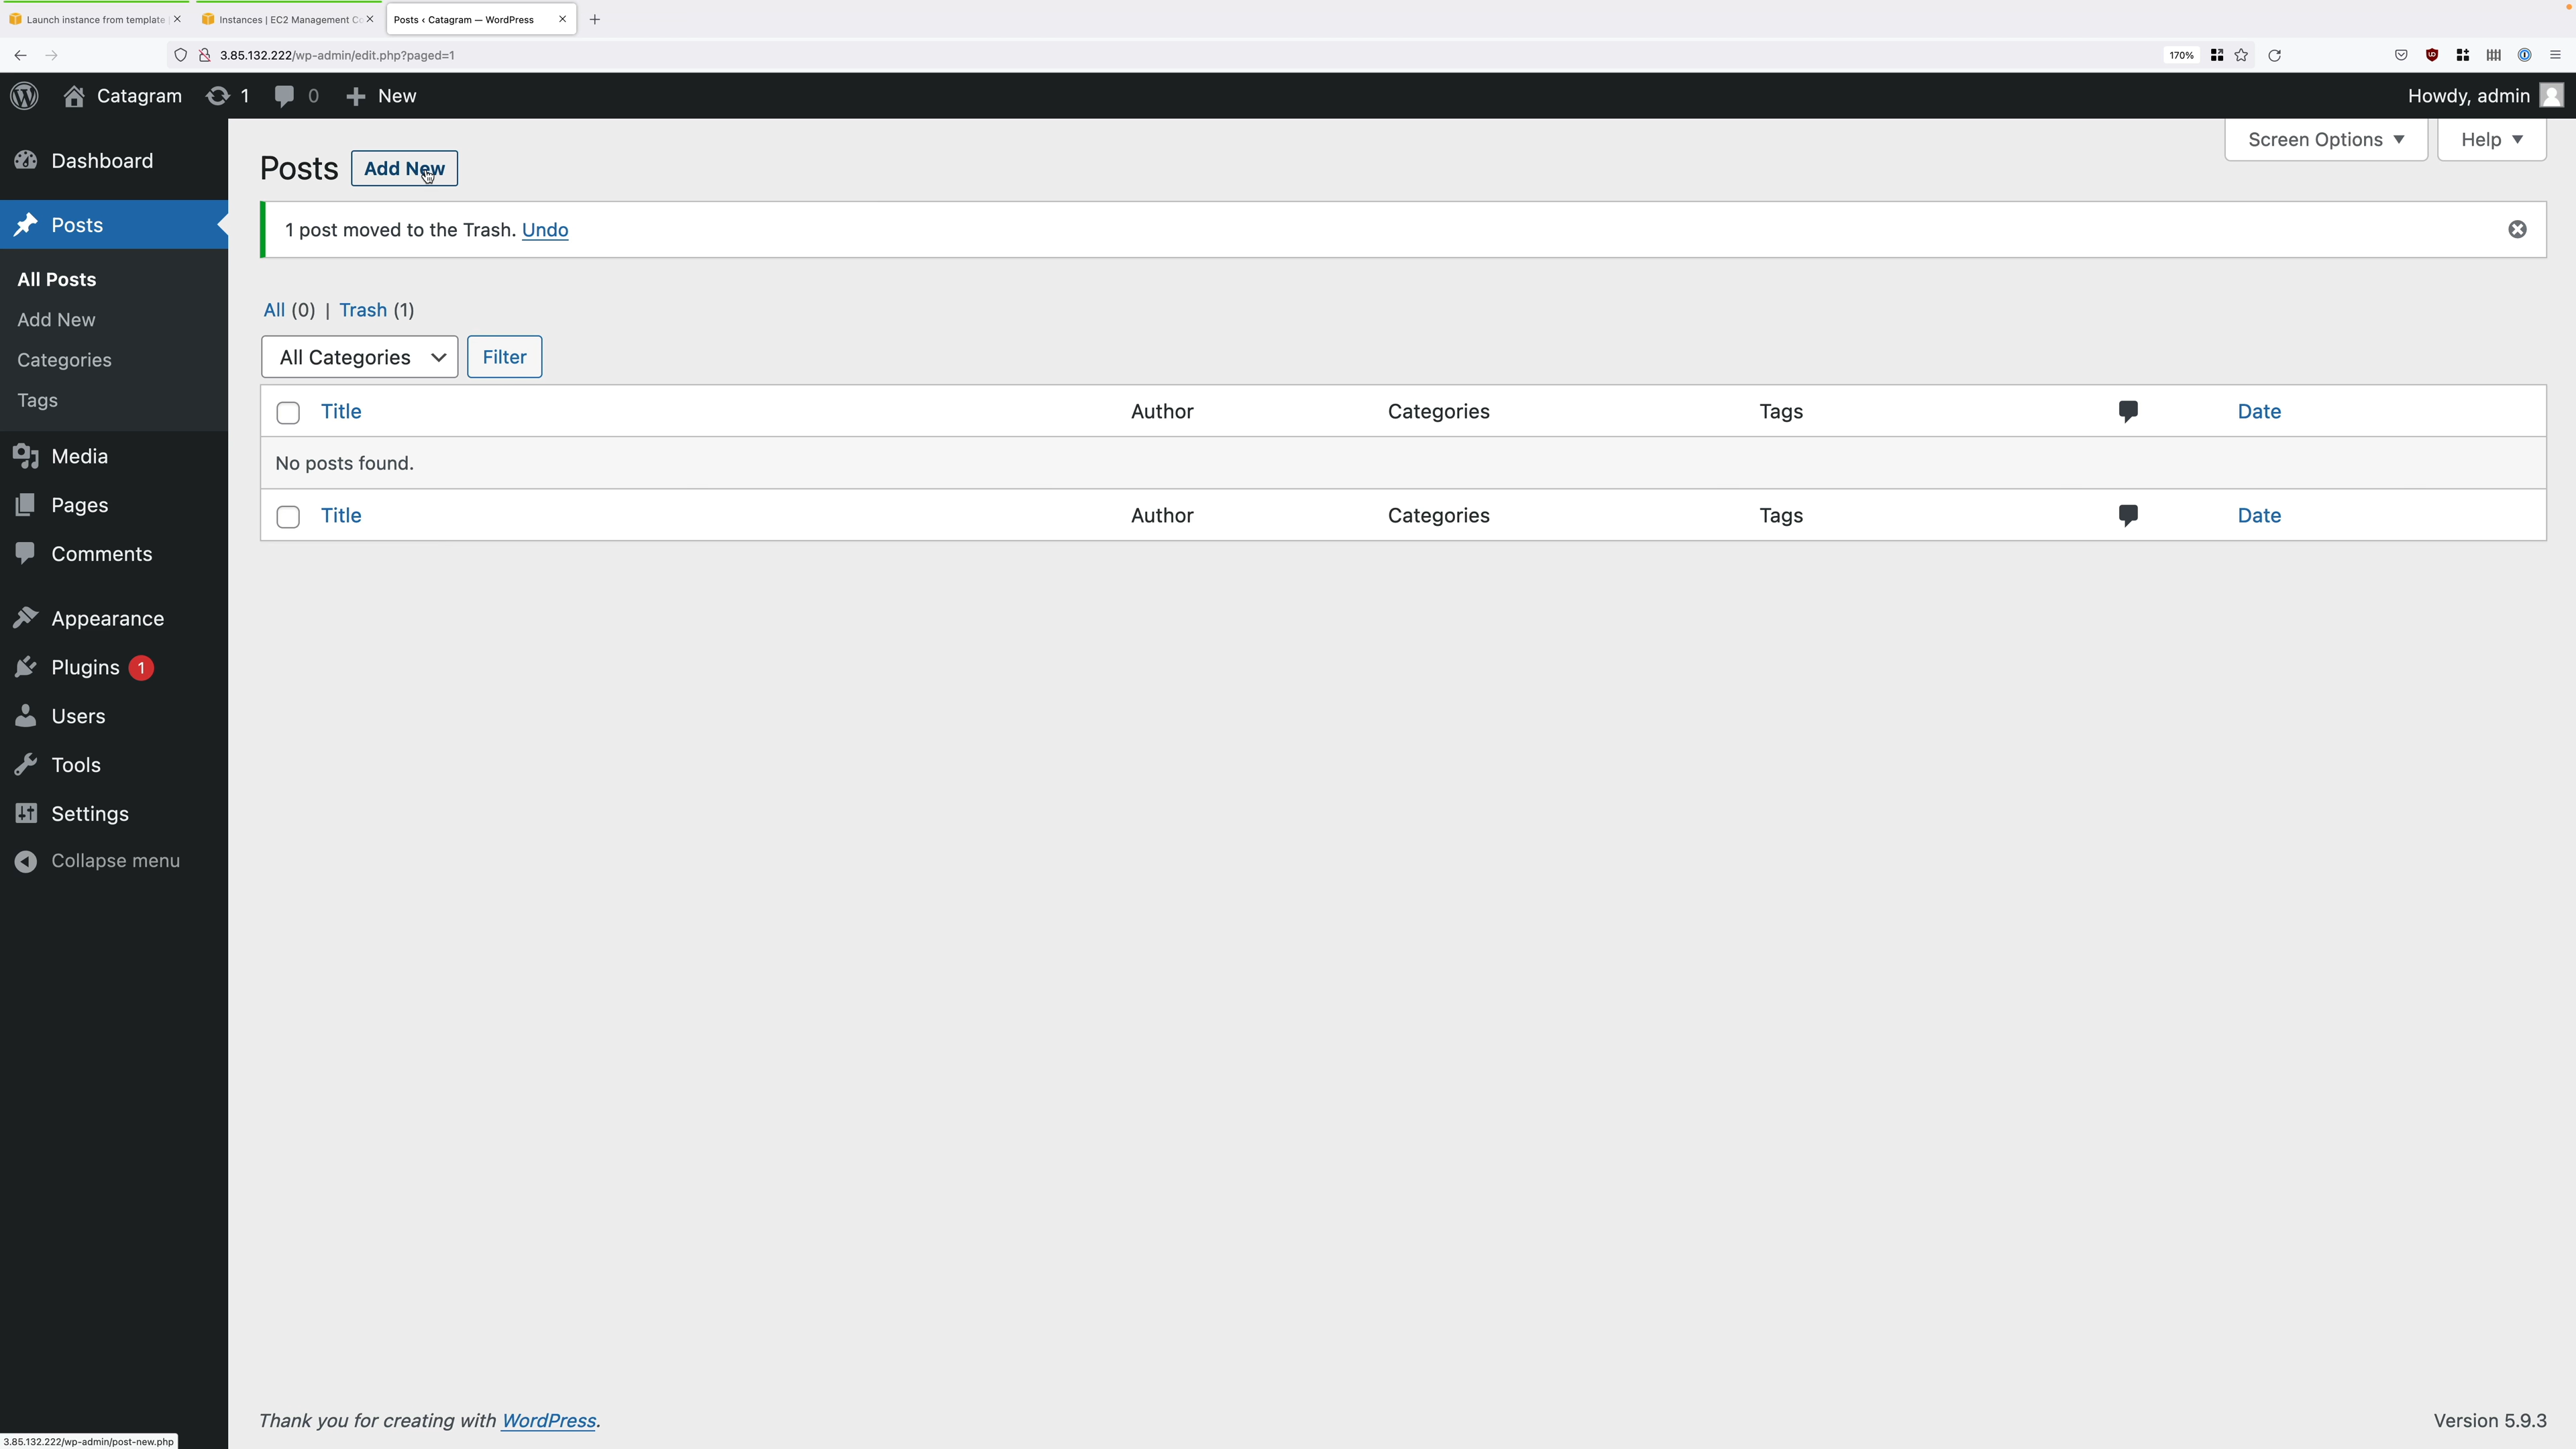 Launch instance from template
Instances | EC2 Management Co
Posts ‹ Catagram — WordPress
3.85.132.222/wp-admin/edit.php?paged=1
170%
Catagram
1
0
New
Howdy, admin
Dashboard
Posts
All Posts
Add New
Categories
Tags
Media
Pages
Comments
Appearance
Plugins 1
Users
Tools
Settings
Collapse menu
Screen Options
Help
Posts
Add New
1 post moved to the Trash. Undo
All (0) | Trash (1)
All Categories
Filter
Title Author Categories Tags Date
No posts found.
Title Author Categories Tags Date
Thank you for creating with WordPress.
Version 5.9.3
3.85.132.222/wp-admin/post-new.php